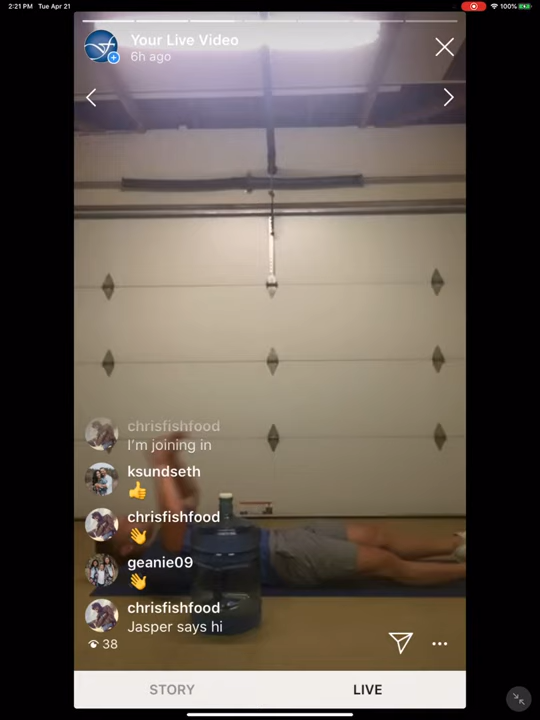 2:21 PM Tue Apr 21
100%
Your Live Video
6h ago
chrisfishfood
I'm joining in
ksundseth
👍
chrisfishfood
👋
geanie09
👋
chrisfishfood
Jasper says hi
38
STORY
LIVE